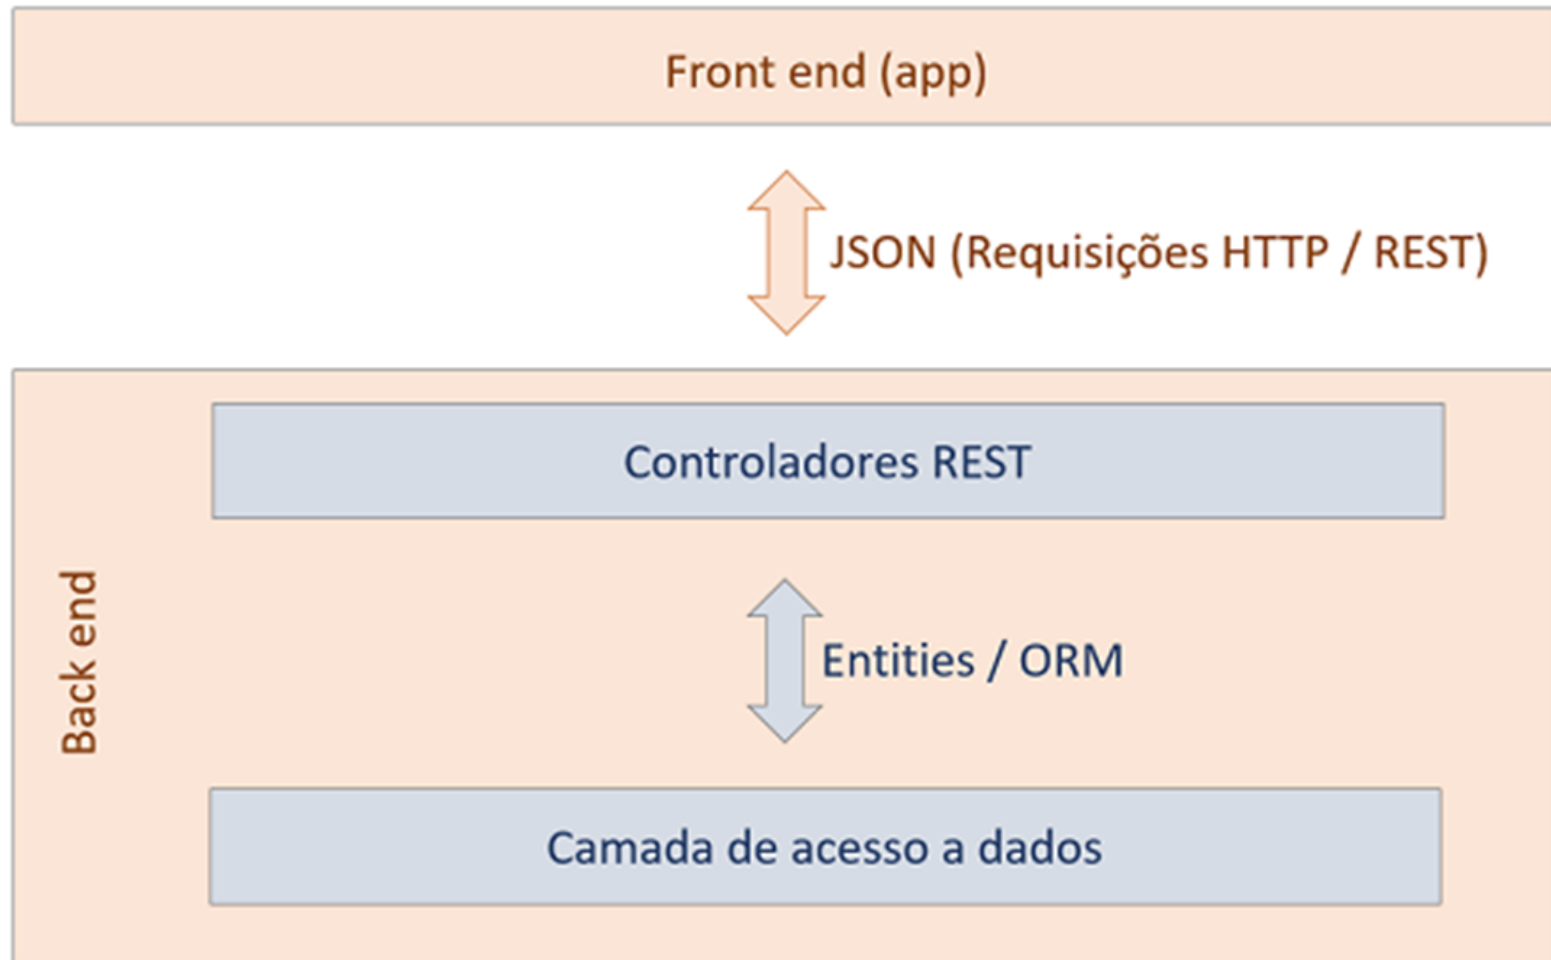 Front end (app)
JSON (Requisições HTTP / REST)
Controladores REST
Back end
Entities / ORM
Camada de acesso a dados